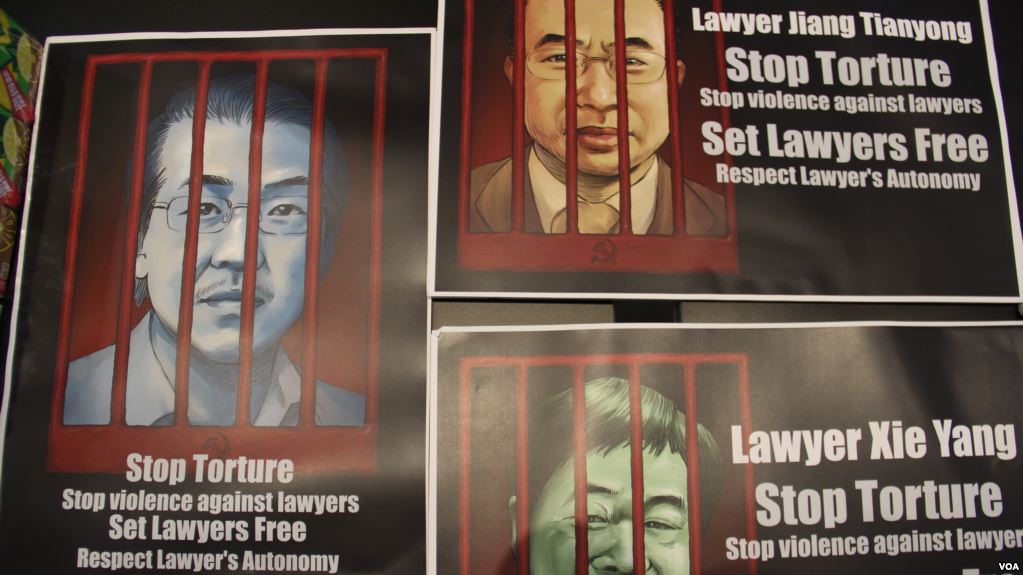 Stop Torture
Stop violence against lawyers
Set Lawyers Free
Respect Lawyer's Autonomy
Lawyer Jiang Tianyong
Stop Torture
Stop violence against lawyers
Set Lawyers Free
Respect Lawyer's Autonomy
Lawyer Xie Yang
Stop Torture
Stop violence against lawyer
VOA